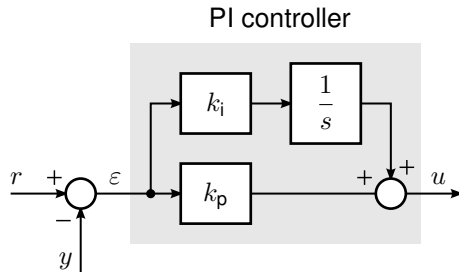 PI controller
k_i
1/s
r + ε k_p + + u
−
y